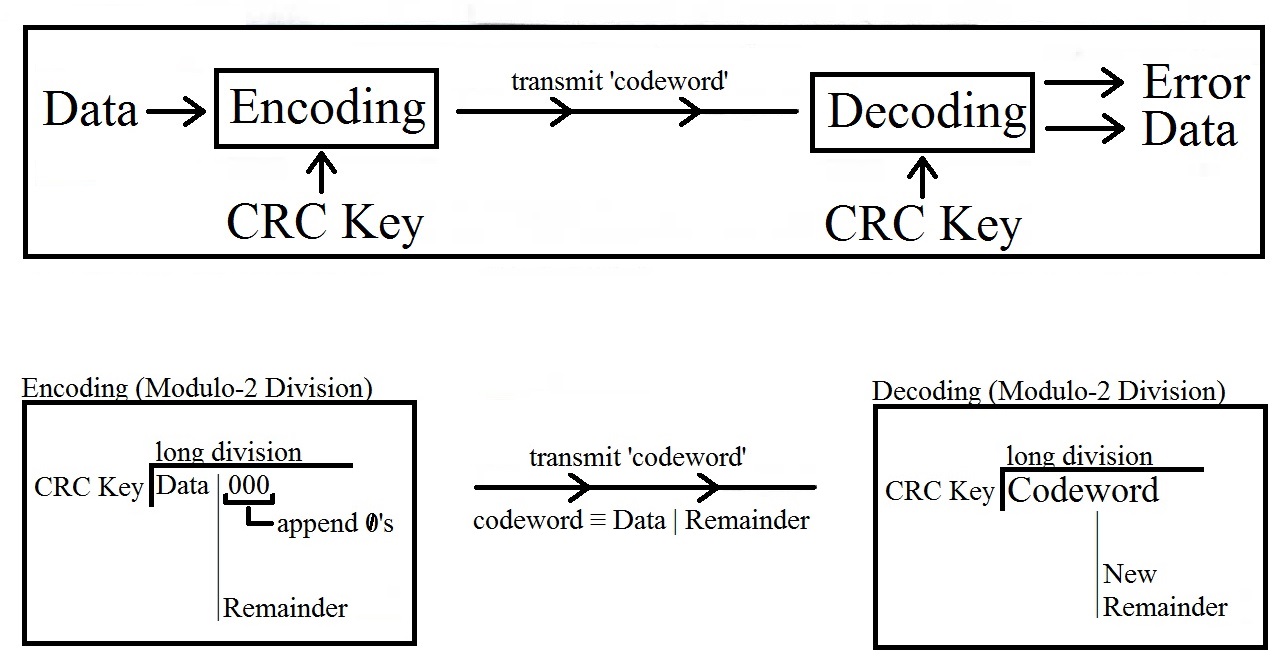 Data
Encoding
CRC Key
transmit 'codeword'
Decoding
CRC Key
Error
Data
Encoding (Modulo-2 Division)
long division
CRC Key
Data
000
append 0's
Remainder
transmit 'codeword'
codeword ≡ Data | Remainder
Decoding (Modulo-2 Division)
long division
CRC Key
Codeword
New
Remainder